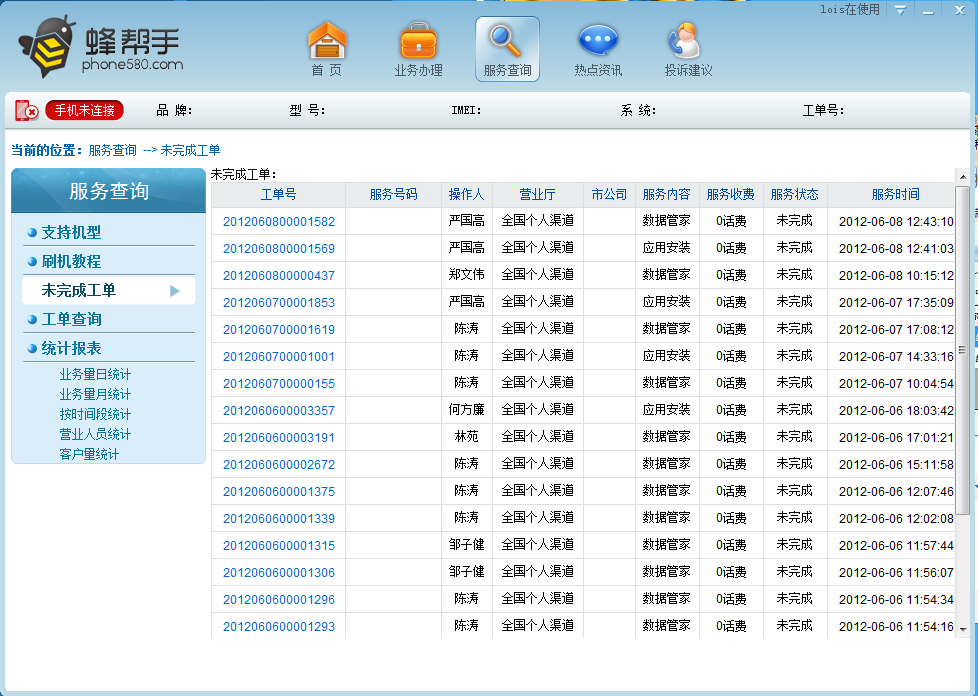 lois在使用
蜂帮手
phone580.com
首 页 业务办理 服务查询 热点资讯 投诉建议
手机未连接 品 牌: 型 号: IMEI: 系 统: 工单号:
当前的位置: 服务查询 --> 未完成工单
服务查询
支持机型
刷机教程
未完成工单
工单查询
统计报表
业务量日统计
业务量月统计
按时间段统计
营业人员统计
客户量统计
未完成工单:
工单号 服务号码 操作人 营业厅 市公司 服务内容 服务收费 服务状态 服务时间
2012060800001582 严国高 全国个人渠道 数据管家 0话费 未完成 2012-06-08 12:43:10
2012060800001569 严国高 全国个人渠道 应用安装 0话费 未完成 2012-06-08 12:41:03
2012060800000437 郑文伟 全国个人渠道 数据管家 0话费 未完成 2012-06-08 10:15:12
2012060700001853 严国高 全国个人渠道 应用安装 0话费 未完成 2012-06-07 17:35:09
2012060700001619 陈涛 全国个人渠道 数据管家 0话费 未完成 2012-06-07 17:08:12
2012060700001001 陈涛 全国个人渠道 应用安装 0话费 未完成 2012-06-07 14:33:16
2012060700000155 陈涛 全国个人渠道 数据管家 0话费 未完成 2012-06-07 10:04:54
2012060600003357 何方廉 全国个人渠道 应用安装 0话费 未完成 2012-06-06 18:03:42
2012060600003191 林苑 全国个人渠道 数据管家 0话费 未完成 2012-06-06 17:01:21
2012060600002672 陈涛 全国个人渠道 数据管家 0话费 未完成 2012-06-06 15:11:58
2012060600001375 陈涛 全国个人渠道 数据管家 0话费 未完成 2012-06-06 12:07:46
2012060600001339 陈涛 全国个人渠道 数据管家 0话费 未完成 2012-06-06 12:02:08
2012060600001315 邹子健 全国个人渠道 数据管家 0话费 未完成 2012-06-06 11:57:44
2012060600001306 邹子健 全国个人渠道 数据管家 0话费 未完成 2012-06-06 11:56:07
2012060600001296 陈涛 全国个人渠道 数据管家 0话费 未完成 2012-06-06 11:54:34
2012060600001293 陈涛 全国个人渠道 数据管家 0话费 未完成 2012-06-06 11:54:16